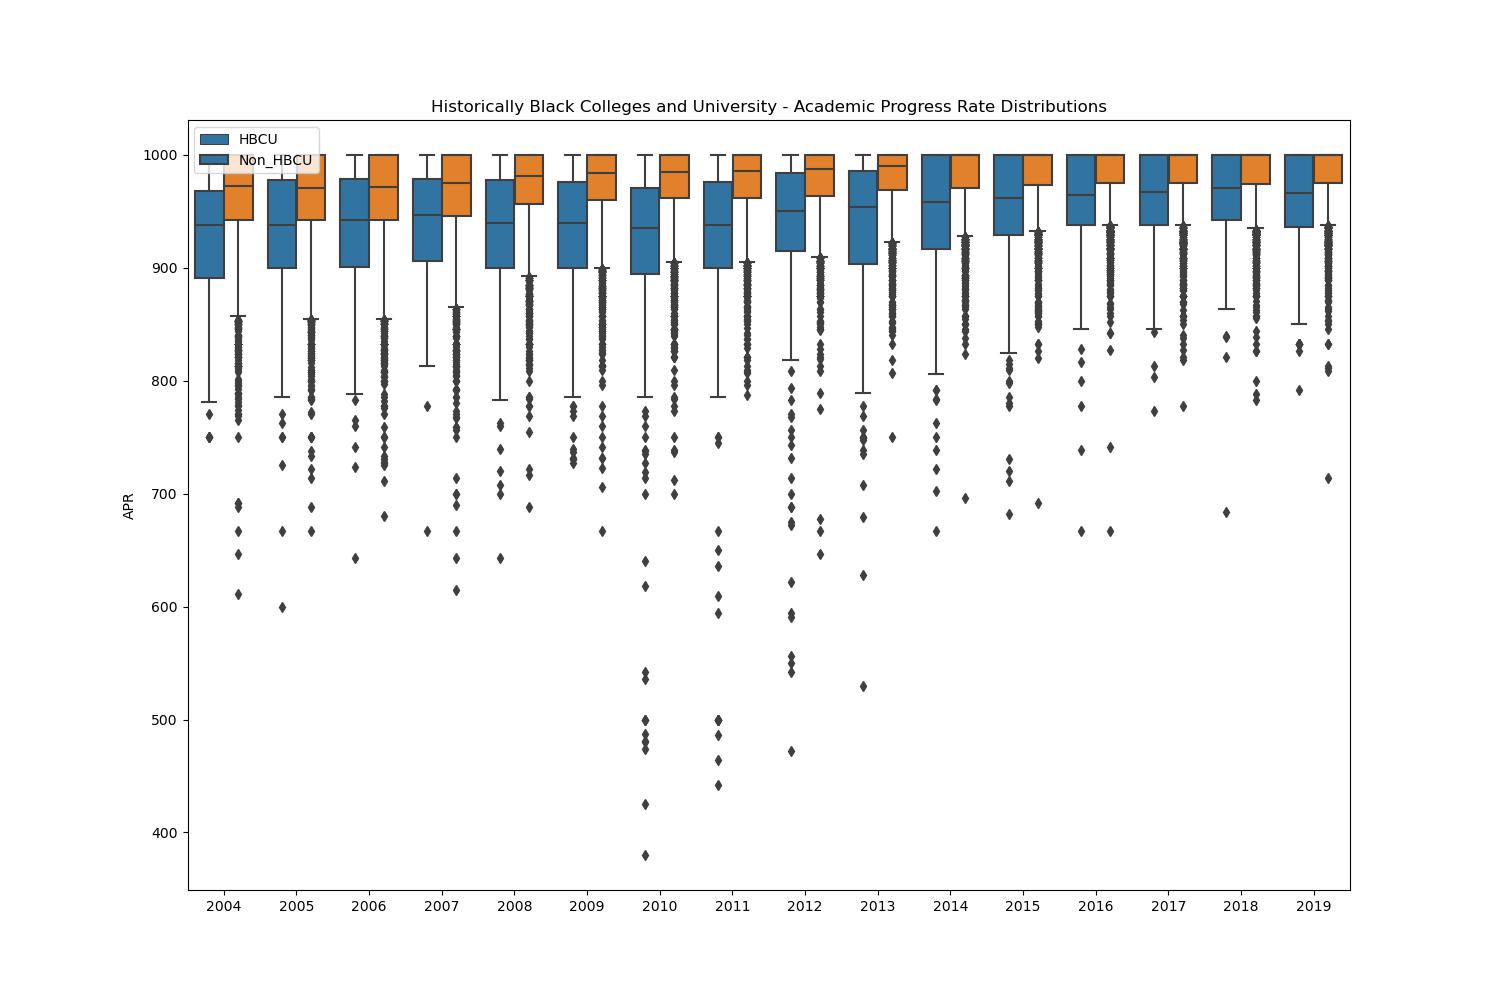 Historically Black Colleges and University - Academic Progress Rate Distributions
HBCU
Non_HBCU
1000
900
800
700
600
500
400
APR
2004 2005 2006 2007 2008 2009 2010 2011 2012 2013 2014 2015 2016 2017 2018 2019